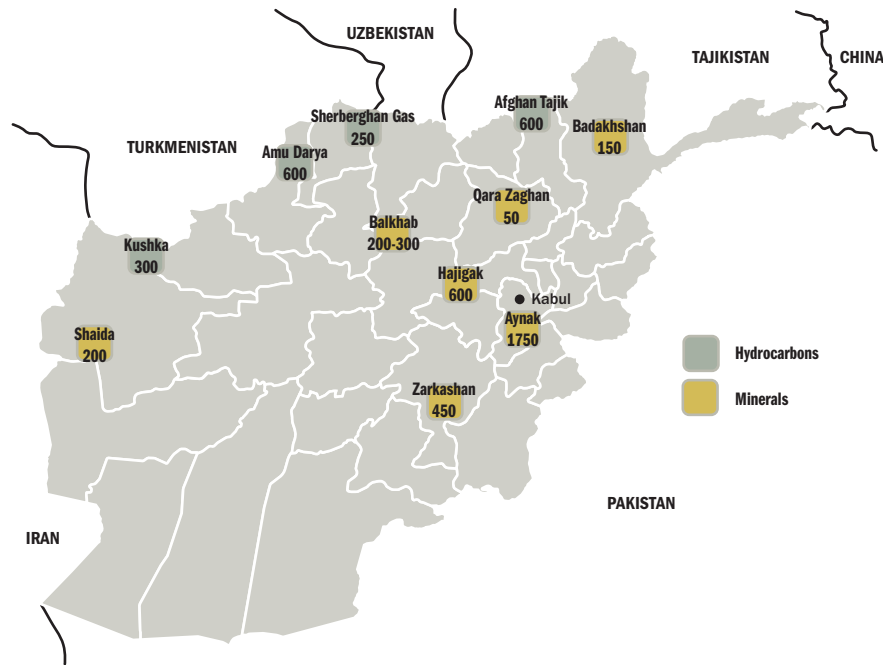 UZBEKISTAN
TAJIKISTAN
CHINA
Sherberghan Gas
250
Afghan Tajik
600
Badakhshan
150
TURKMENISTAN
Amu Darya
600
Qara Zaghan
50
Balkhab
200-300
Kushka
300
Hajigak
600
Kabul
Aynak
1750
Shaida
200
Hydrocarbons
Minerals
Zarkashan
450
PAKISTAN
IRAN